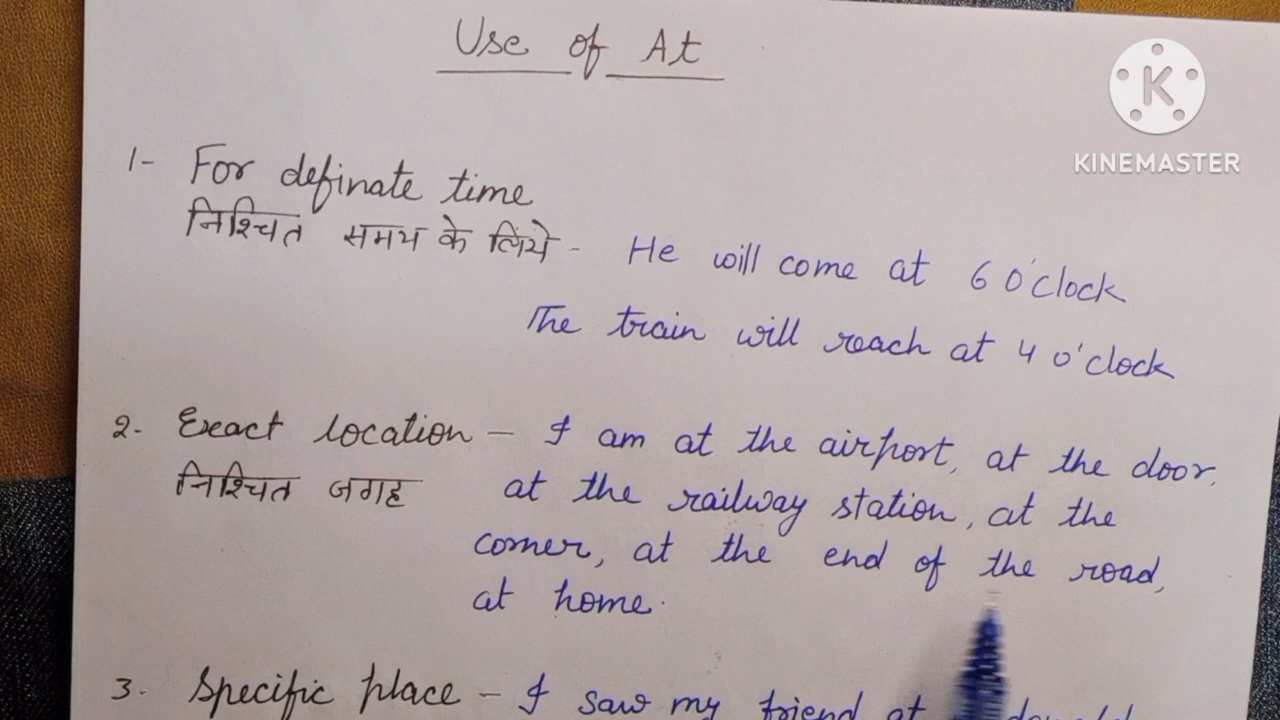 Use of At
KINEMASTER
1- For definate time
निश्चित समय के लिये - He will come at 6 O'clock
The train will reach at 4 o'clock
2. Exact location - I am at the airport, at the door,
निश्चित जगह at the railway station, at the
corner, at the end of the road,
at home.
3. Specific place - I saw my friend at